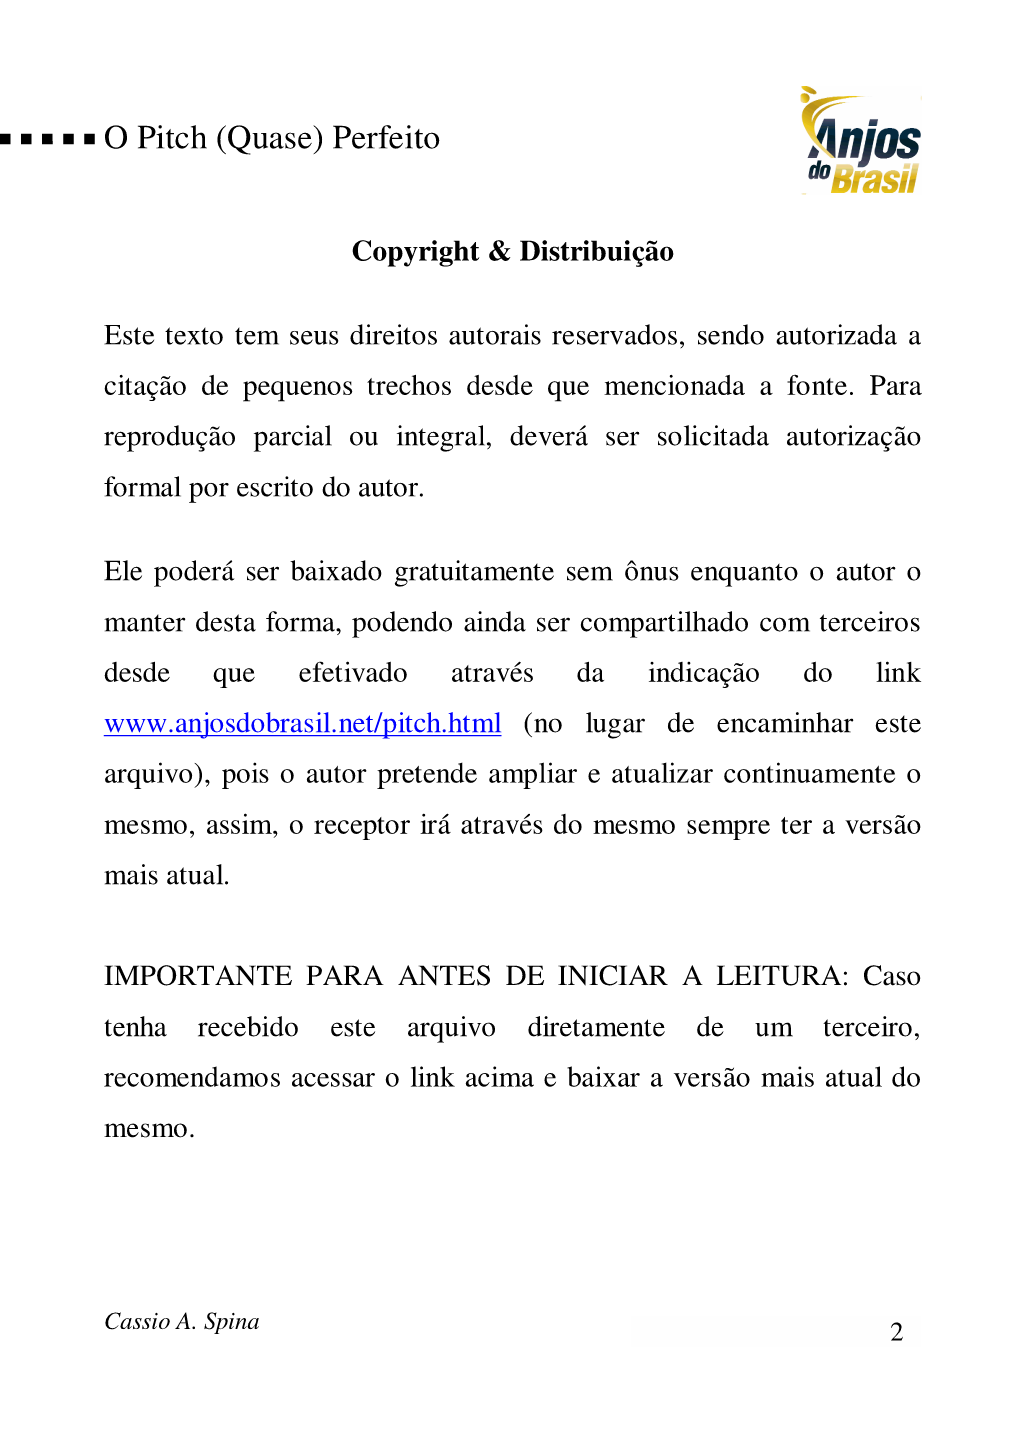 O Pitch (Quase) Perfeito
Anjos
do Brasil
Copyright & Distribuição
Este texto tem seus direitos autorais reservados, sendo autorizada a
citação de pequenos trechos desde que mencionada a fonte. Para
reprodução parcial ou integral, deverá ser solicitada autorização
formal por escrito do autor.
Ele poderá ser baixado gratuitamente sem ônus enquanto o autor o
manter desta forma, podendo ainda ser compartilhado com terceiros
desde que efetivado através da indicação do link
www.anjosdobrasil.net/pitch.html (no lugar de encaminhar este
arquivo), pois o autor pretende ampliar e atualizar continuamente o
mesmo, assim, o receptor irá através do mesmo sempre ter a versão
mais atual.
IMPORTANTE PARA ANTES DE INICIAR A LEITURA: Caso
tenha recebido este arquivo diretamente de um terceiro,
recomendamos acessar o link acima e baixar a versão mais atual do
mesmo.
Cassio A. Spina
2